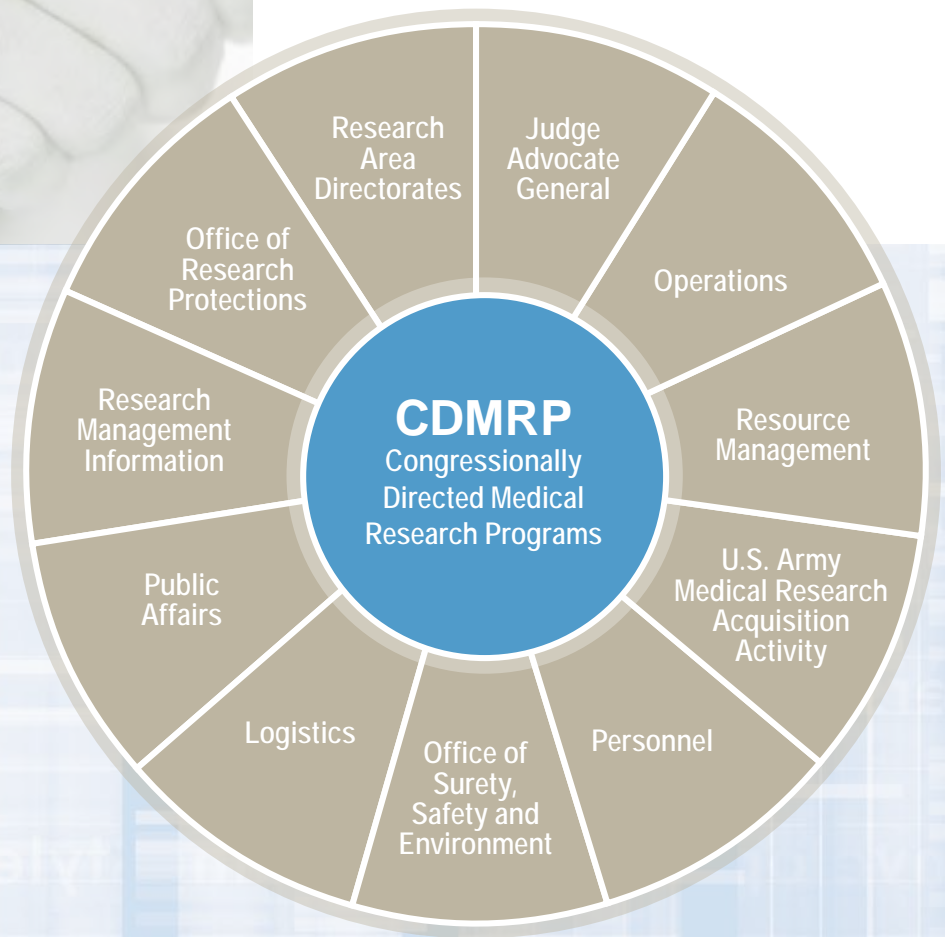 Research
Area
Directorates
Judge
Advocate
General
Operations
Resource
Management
U.S. Army
Medical Research
Acquisition
Activity
Personnel
Office of
Surety,
Safety and
Environment
Logistics
Public
Affairs
Research
Management
Information
Office of
Research
Protections
CDMRP
Congressionally
Directed Medical
Research Programs